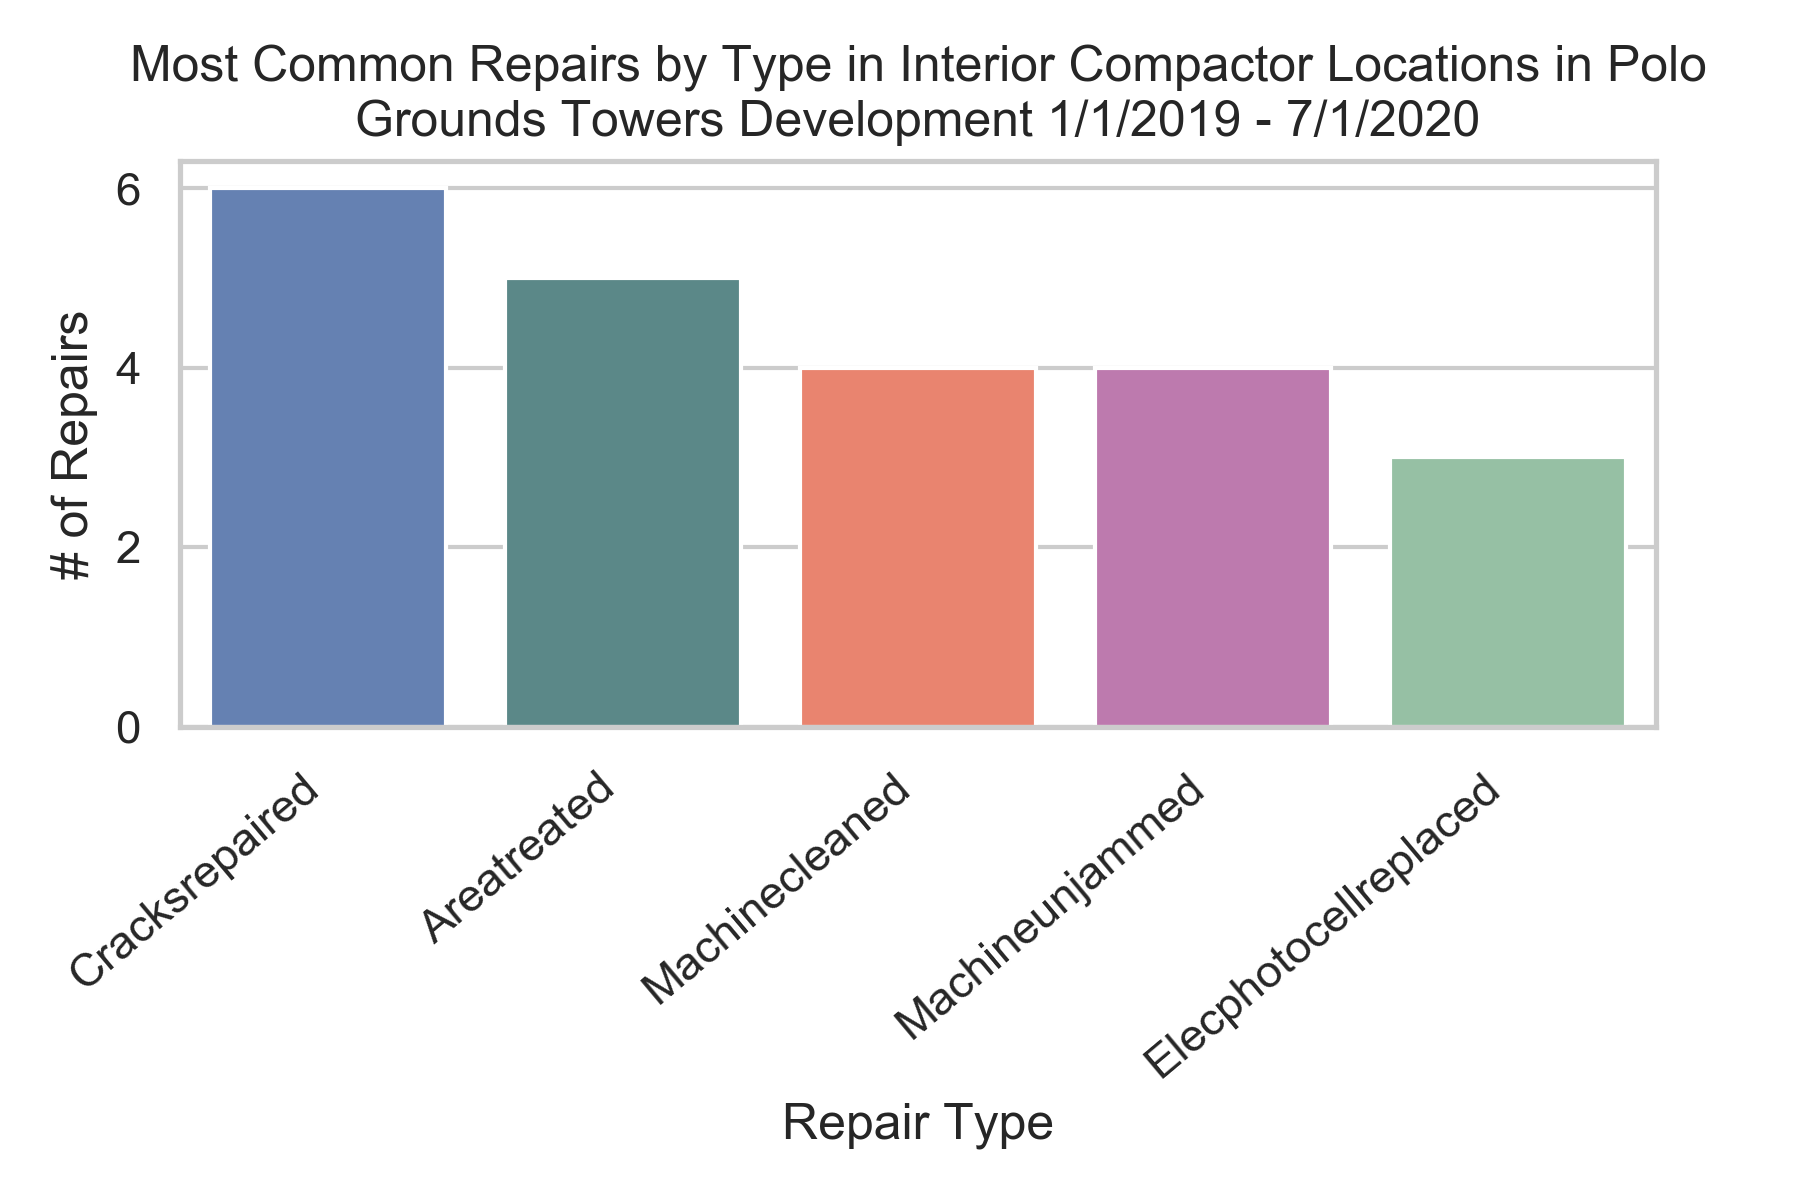 Most Common Repairs by Type in Interior Compactor Locations in Polo
Grounds Towers Development 1/1/2019 - 7/1/2020
# of Repairs
6
4
2
0
Cracksrepaired
Areatreated
Machinecleaned
Machineunjammed
Elecphotocellreplaced
Repair Type